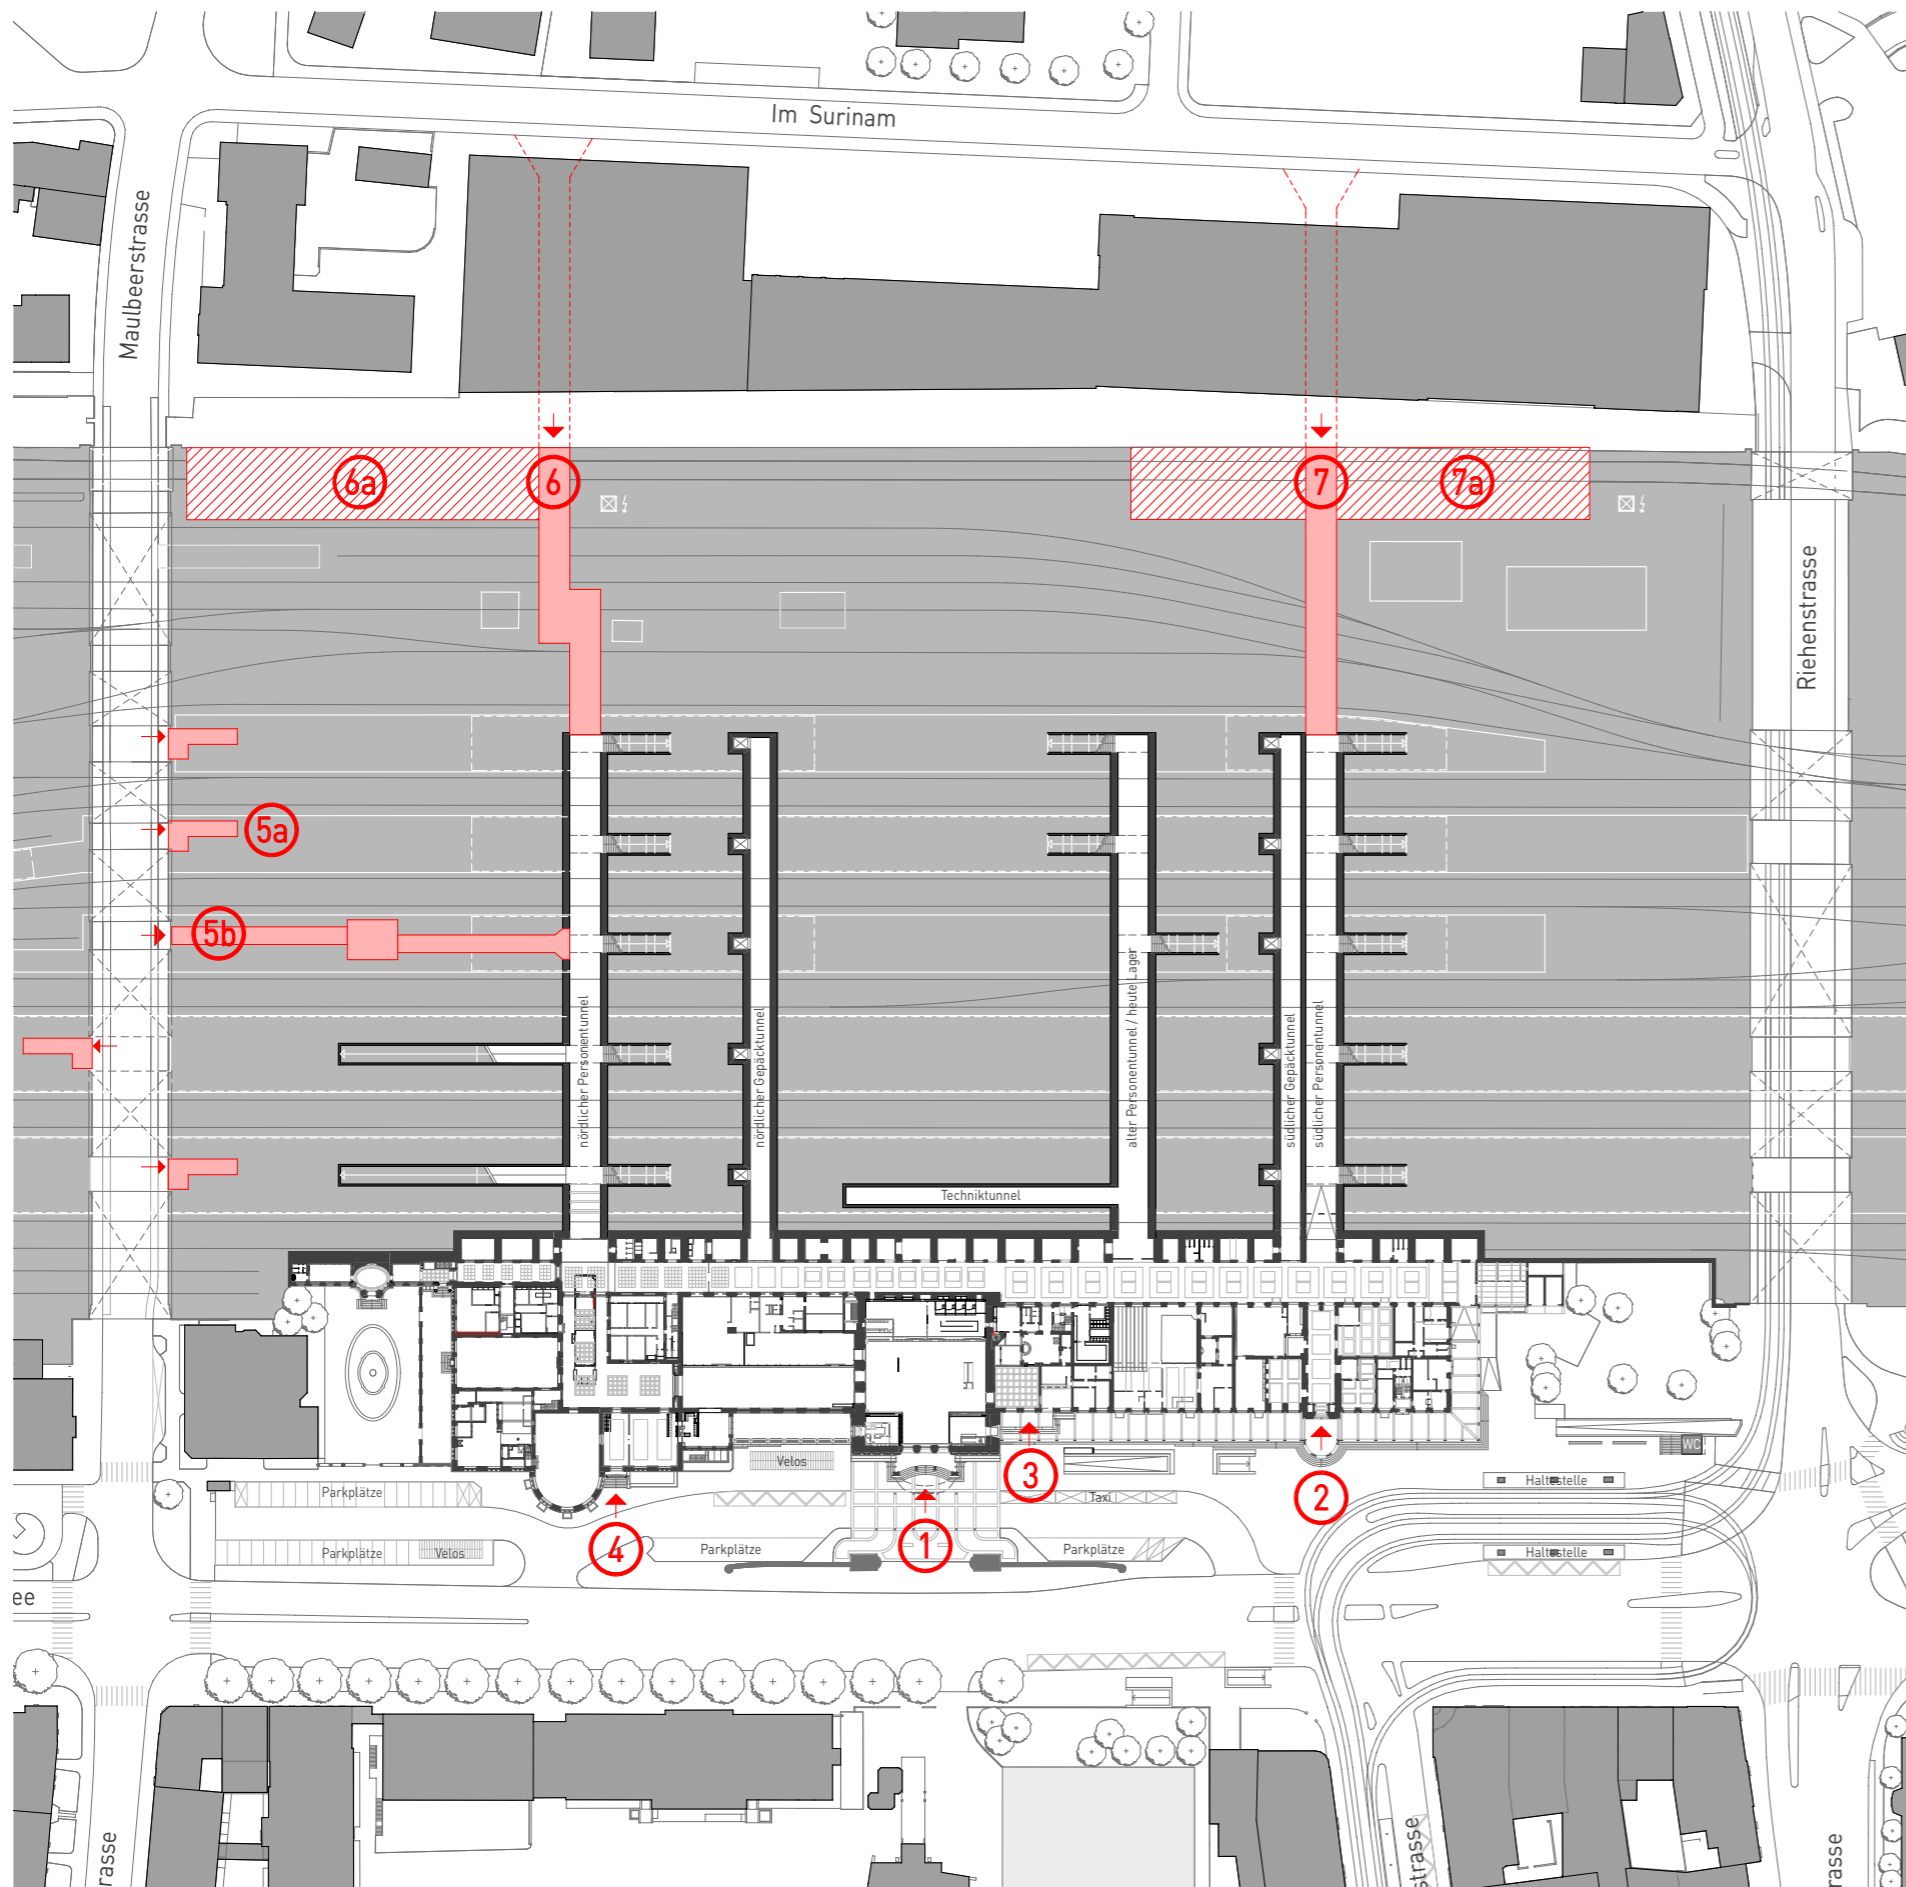 Im Surinam
Maulbeerstrasse
6a
6
7
7a
Riehenstrasse
5a
5b
nördlicher Personentunnel
nördlicher Gepäcktunnel
alter Personentunnel / heute Lager
südlicher Gepäcktunnel
südlicher Personentunnel
Techniktunnel
WC
Velos
3
2
Haltestelle
Parkplätze
Taxi
4
1
Parkplätze
Velos
Parkplätze
Parkplätze
Haltestelle
ee
rasse
strasse
rasse